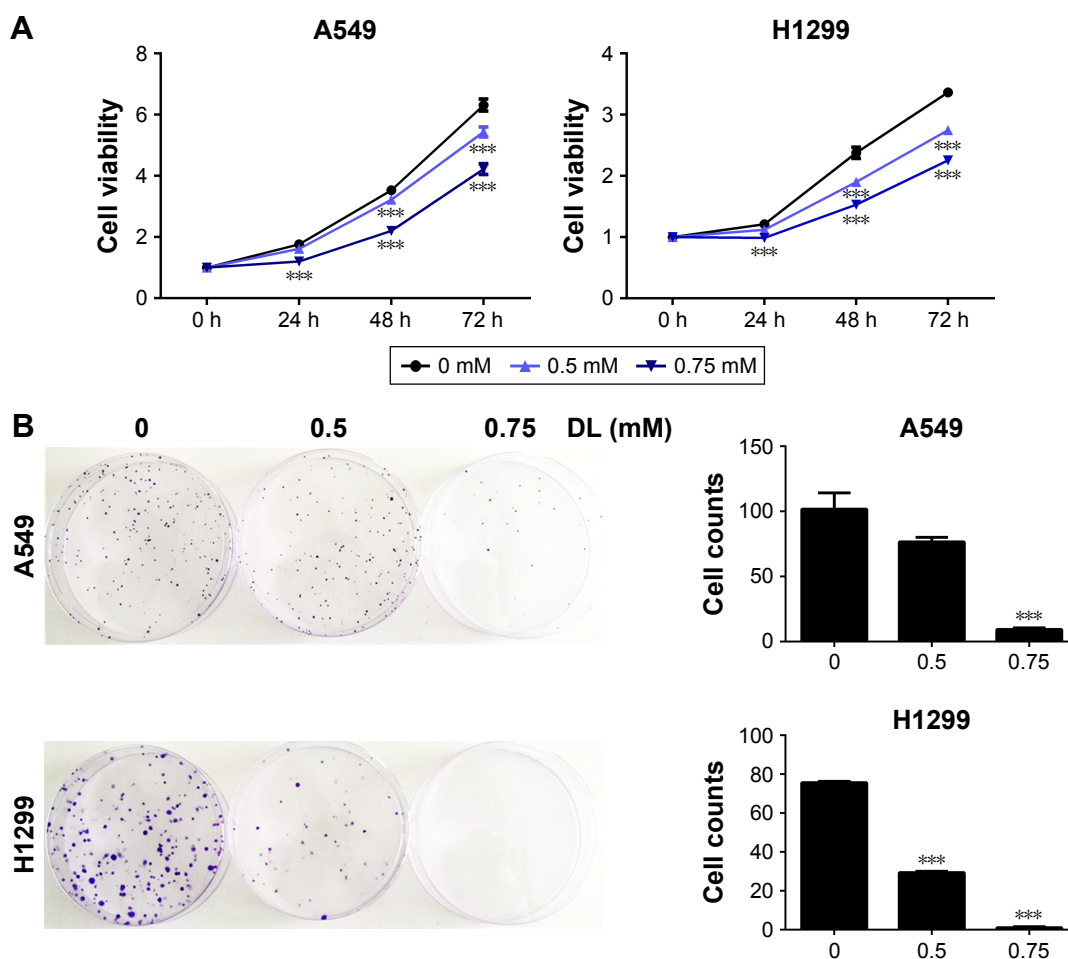 A
A549
H1299
Cell viability
8
6
4
2
0
***
***
***
***
***
0 h 24 h 48 h 72 h
Cell viability
4
3
2
1
0
***
***
***
***
***
0 h 24 h 48 h 72 h
0 mM 0.5 mM 0.75 mM
B
0 0.5 0.75 DL (mM)
A549
A549
Cell counts
150
100
50
0
***
0 0.5 0.75
H1299
H1299
Cell counts
80
60
40
20
0
***
***
0 0.5 0.75